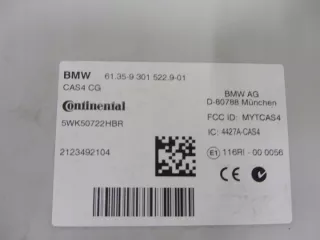 BMW 61.35-9 301 522.9-01
CAS4 CG
Continental
5WK50722HBR
2123492104
BMW AG
D-80788 München
FCC ID: MYTCAS4
IC: 4427A-CAS4
E1 116RI - 00 0056